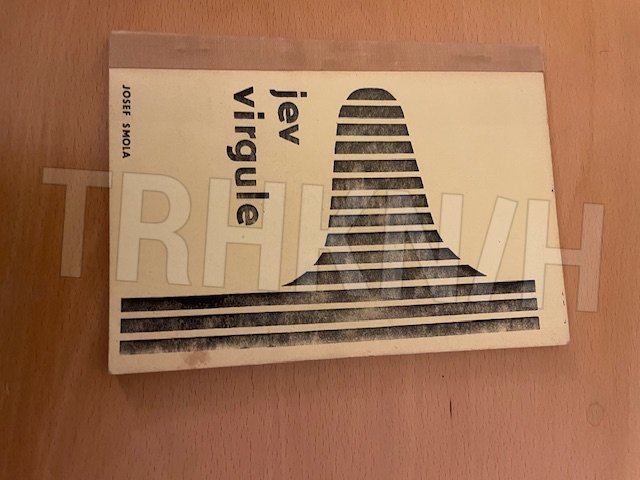 JOSEF SMOLA
jev
virgule
TRHKNIH